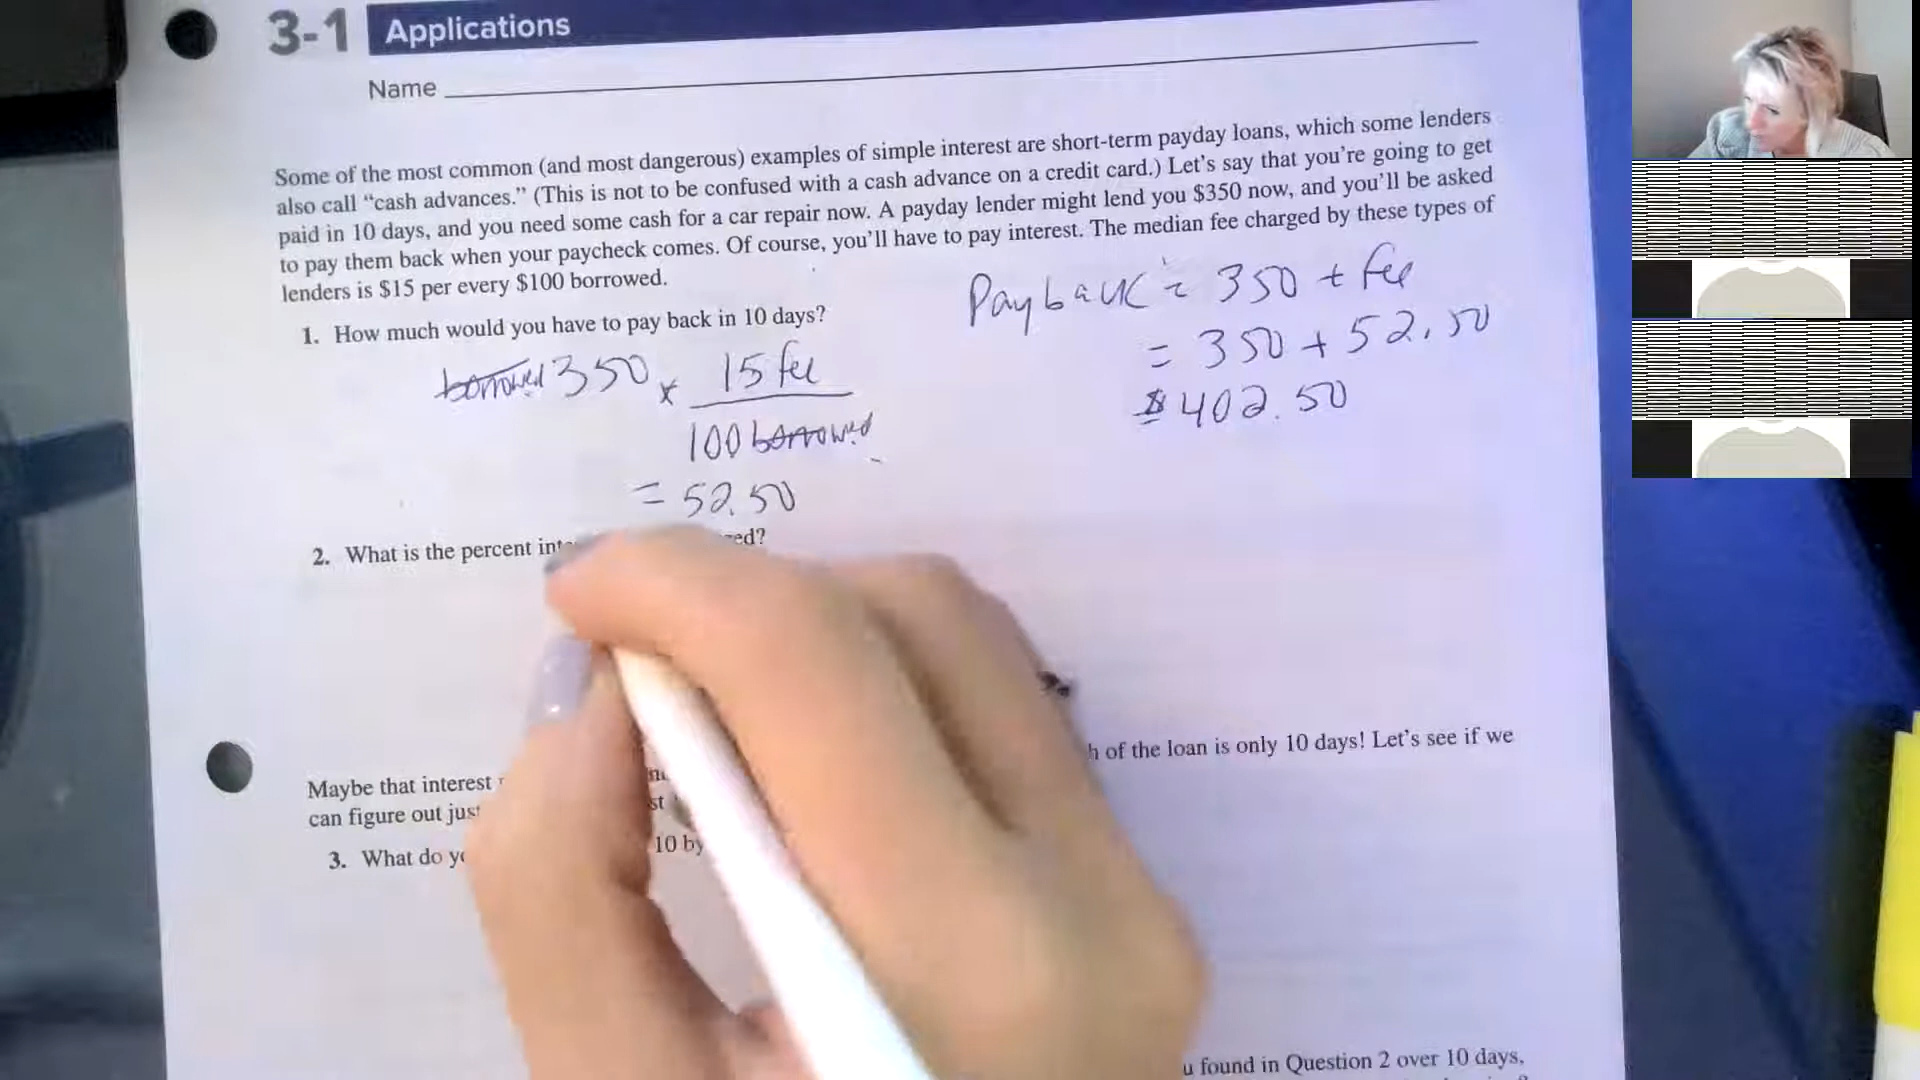 3-1 Applications
Name
Some of the most common (and most dangerous) examples of simple interest are short-term payday loans, which some lenders
also call “cash advances.” (This is not to be confused with a cash advance on a credit card.) Let’s say that you’re going to get
paid in 10 days, and you need some cash for a car repair now. A payday lender might lend you $350 now, and you’ll be asked
to pay them back when your paycheck comes. Of course, you’ll have to pay interest. The median fee charged by these types of
lenders is $15 per every $100 borrowed.
1. How much would you have to pay back in 10 days?
borrowed 350 x 15 fee
100 borrowed
= 52.50
Payback = 350 + fee
= 350 + 52.50
$402.50
2. What is the percent
Maybe that interest
h of the loan is only 10 days! Let’s see if we
can figure out
3. What do
10 by
found in Question 2 over 10 days,